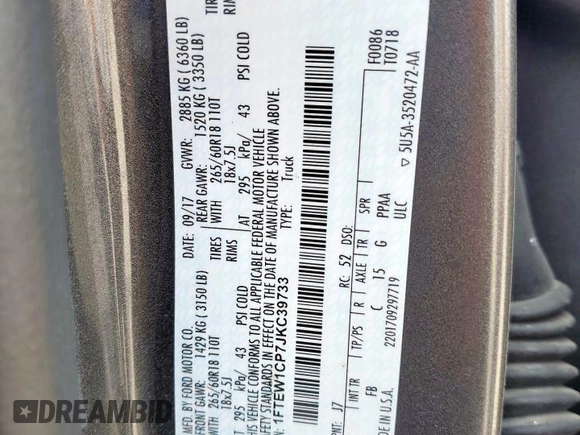 MFD. BY FORD MOTOR CO.
09/17 GVWR: 2885 KG ( 6360 LB)
FRONT GAWR: 1429 KG ( 3150 LB) REAR GAWR: 1520 KG ( 3350 LB)
WITH 265/60R18 110T TIRES WITH 265/60R18 110T TIRE
18x7.5J RIMS 18x7.5J RIM
AT 295 kPa/ 43 PSI COLD AT 295 kPa/ 43 PSI COLD
THIS VEHICLE CONFORMS TO ALL APPLICABLE FEDERAL MOTOR VEHICLE
SAFETY STANDARDS IN EFFECT ON THE DATE OF MANUFACTURE SHOWN ABOVE.
1FTEW1CP7JKC39733 TYPE: Truck
F0086
T0718
PNT: J7 RC: 52 DSO:
INT TR TP/PS R AXLE TR SPR
FB C 15 G PPAA
IN U.S.A. 2201709297719 ULC
▽ 5U5A-3520472-AA
DREAMBID